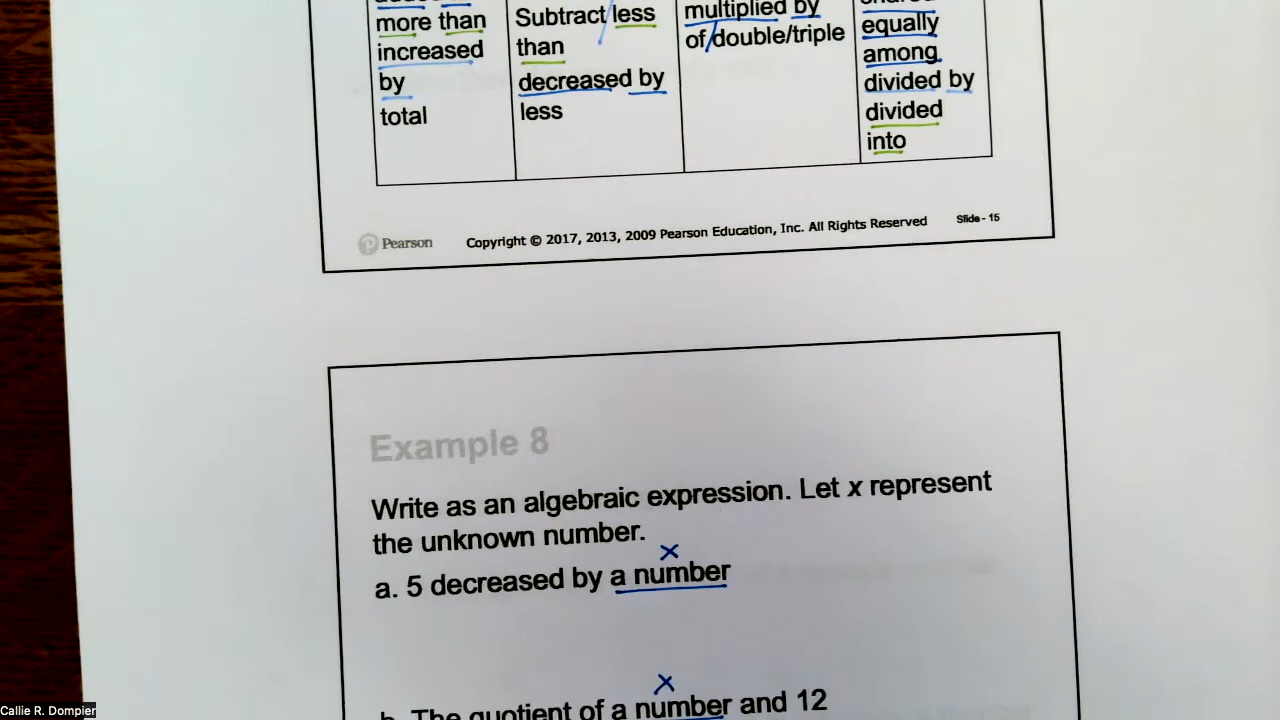 more than
increased
by
total
Subtract/less
than
decreased by
less
multiplied by
of/double/triple
equally
among
divided by
divided
into
Pearson
Copyright © 2017, 2013, 2009 Pearson Education, Inc. All Rights Reserved
Slide - 15
Example 8
Write as an algebraic expression. Let x represent
the unknown number.
x
a. 5 decreased by a number
x
b. The quotient of a number and 12
Callie R. Dompier